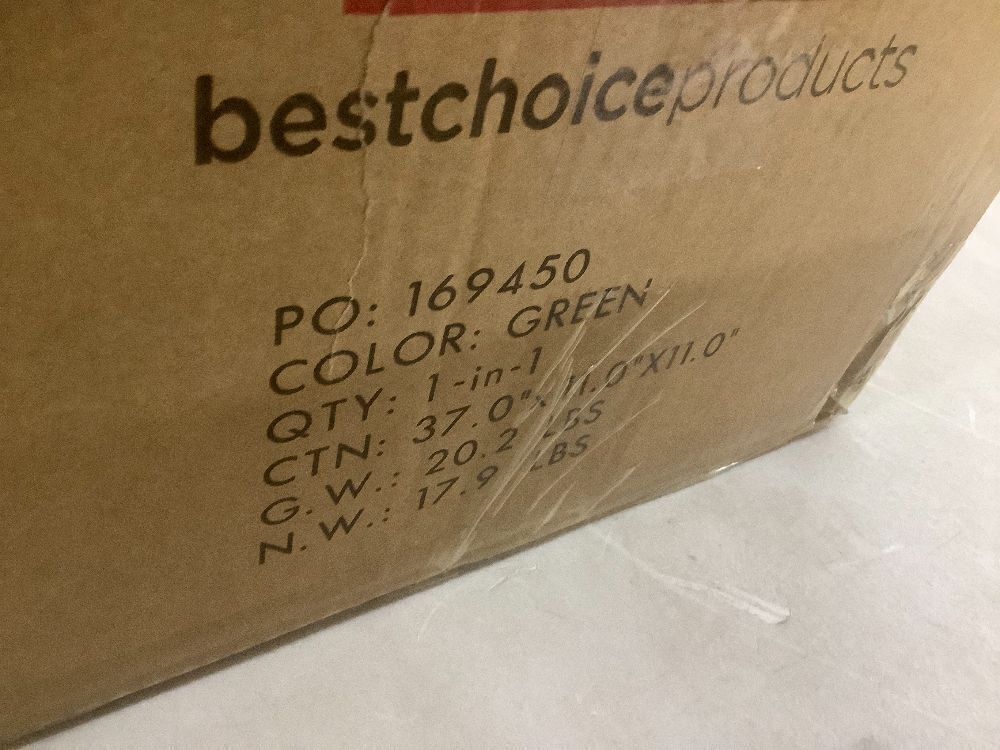 bestchoiceproducts
PO: 169450
COLOR: GREEN
QTY: 1-in-1
CTN: 37.0"X11.0"X11.0"
G.W.: 20.2 LBS
N.W.: 17.9 LBS